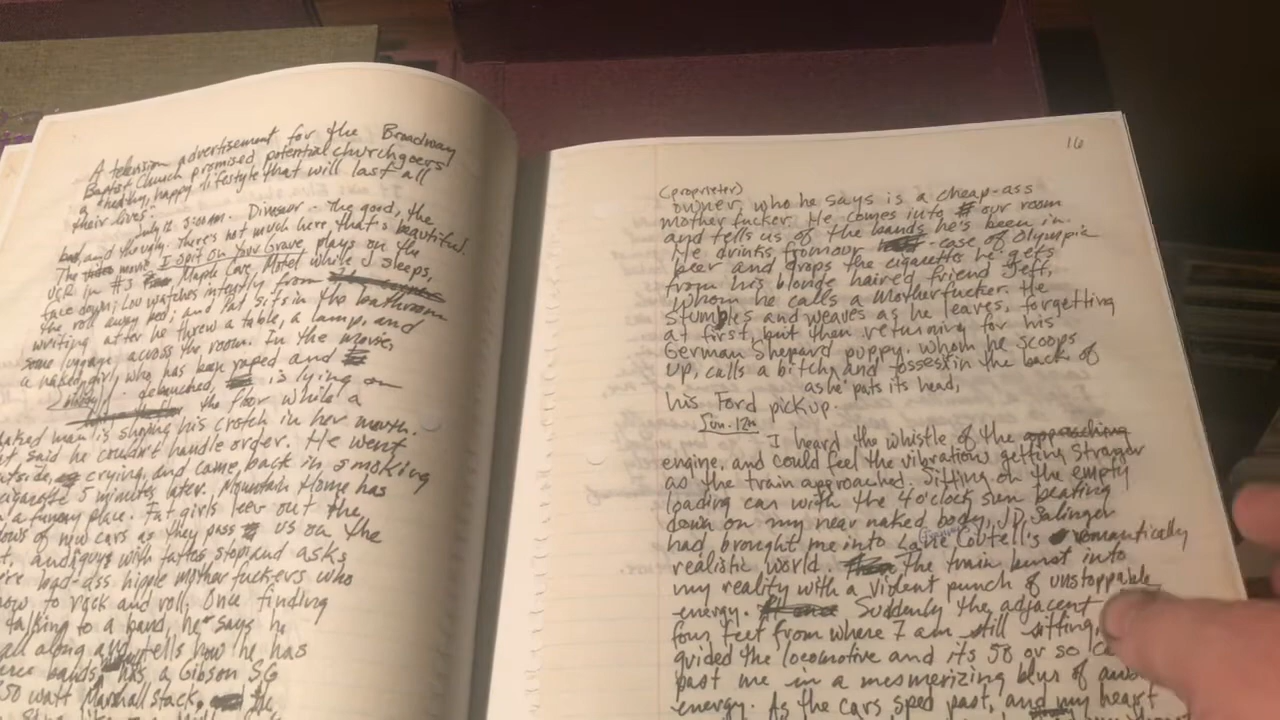 A television advertisement for the Broadway
Baptist Church promised potential churchgoers
a healthy, happy lifestyle that will last all
their lives.
July 12 3:00am. Dinosaur - The good, the
bad, and the ugly. There's not much here that's beautiful.
The movie I Spit On Your Grave plays on the
VCR in #3 Maple Cove Motel while J sleeps,
face down; Lou watches intently from
the roll away bed; and Pat sits in the bathroom
writing after he threw a table, a lamp, and
some luggage across the room. In the movie,
a naked girl who has been raped and
debauched, is lying on
the floor while a
naked man is shoving his crotch in her mouth.
said he couldn't handle order. He went
outside, crying, and came back in smoking
cigarette 5 minutes later. Mountain Home has
a funny place. Fat girls leer out the
of new cars as they pass us on the
and guys with tattoos stop and asks
bad-ass hippie mother fuckers who
how to rock and roll. Once finding
talking to a band, he says he
all along and tells how he has
bands, has a Gibson SG
50 watt Marshall stack, the
16
(proprieter)
owner, who he says is a cheap-ass
mother fucker. He comes into our room
and tells us of the bands he's been in.
He drinks from our case of Olympia
beer and drops the cigarette he gets
from his blonde haired friend Jeff,
whom he calls a motherfucker. He
stumbles and weaves as he leaves, forgetting
at first, but then returning for his
German Shepard puppy, whom he scoops
up, calls a bitch, and tosses in the back of
as he pats its head,
his Ford pickup.
Sun. 12th
I heard the whistle of the approaching
engine, and could feel the vibration getting stronger
as the train approached. Sitting on the empty
loading car with the 4 o'clock sun beating
down on my near naked body, J.D. Salinger
had brought me into Lane Coutell's romantically
realistic world. The train burst into
my reality with a violent punch of unstoppable
energy. Suddenly the adjacent
four feet from where I am still sitting,
guided the locomotive and its 50 or so
past me in a mesmerizing blur of
energy. As the cars sped past, and my heart